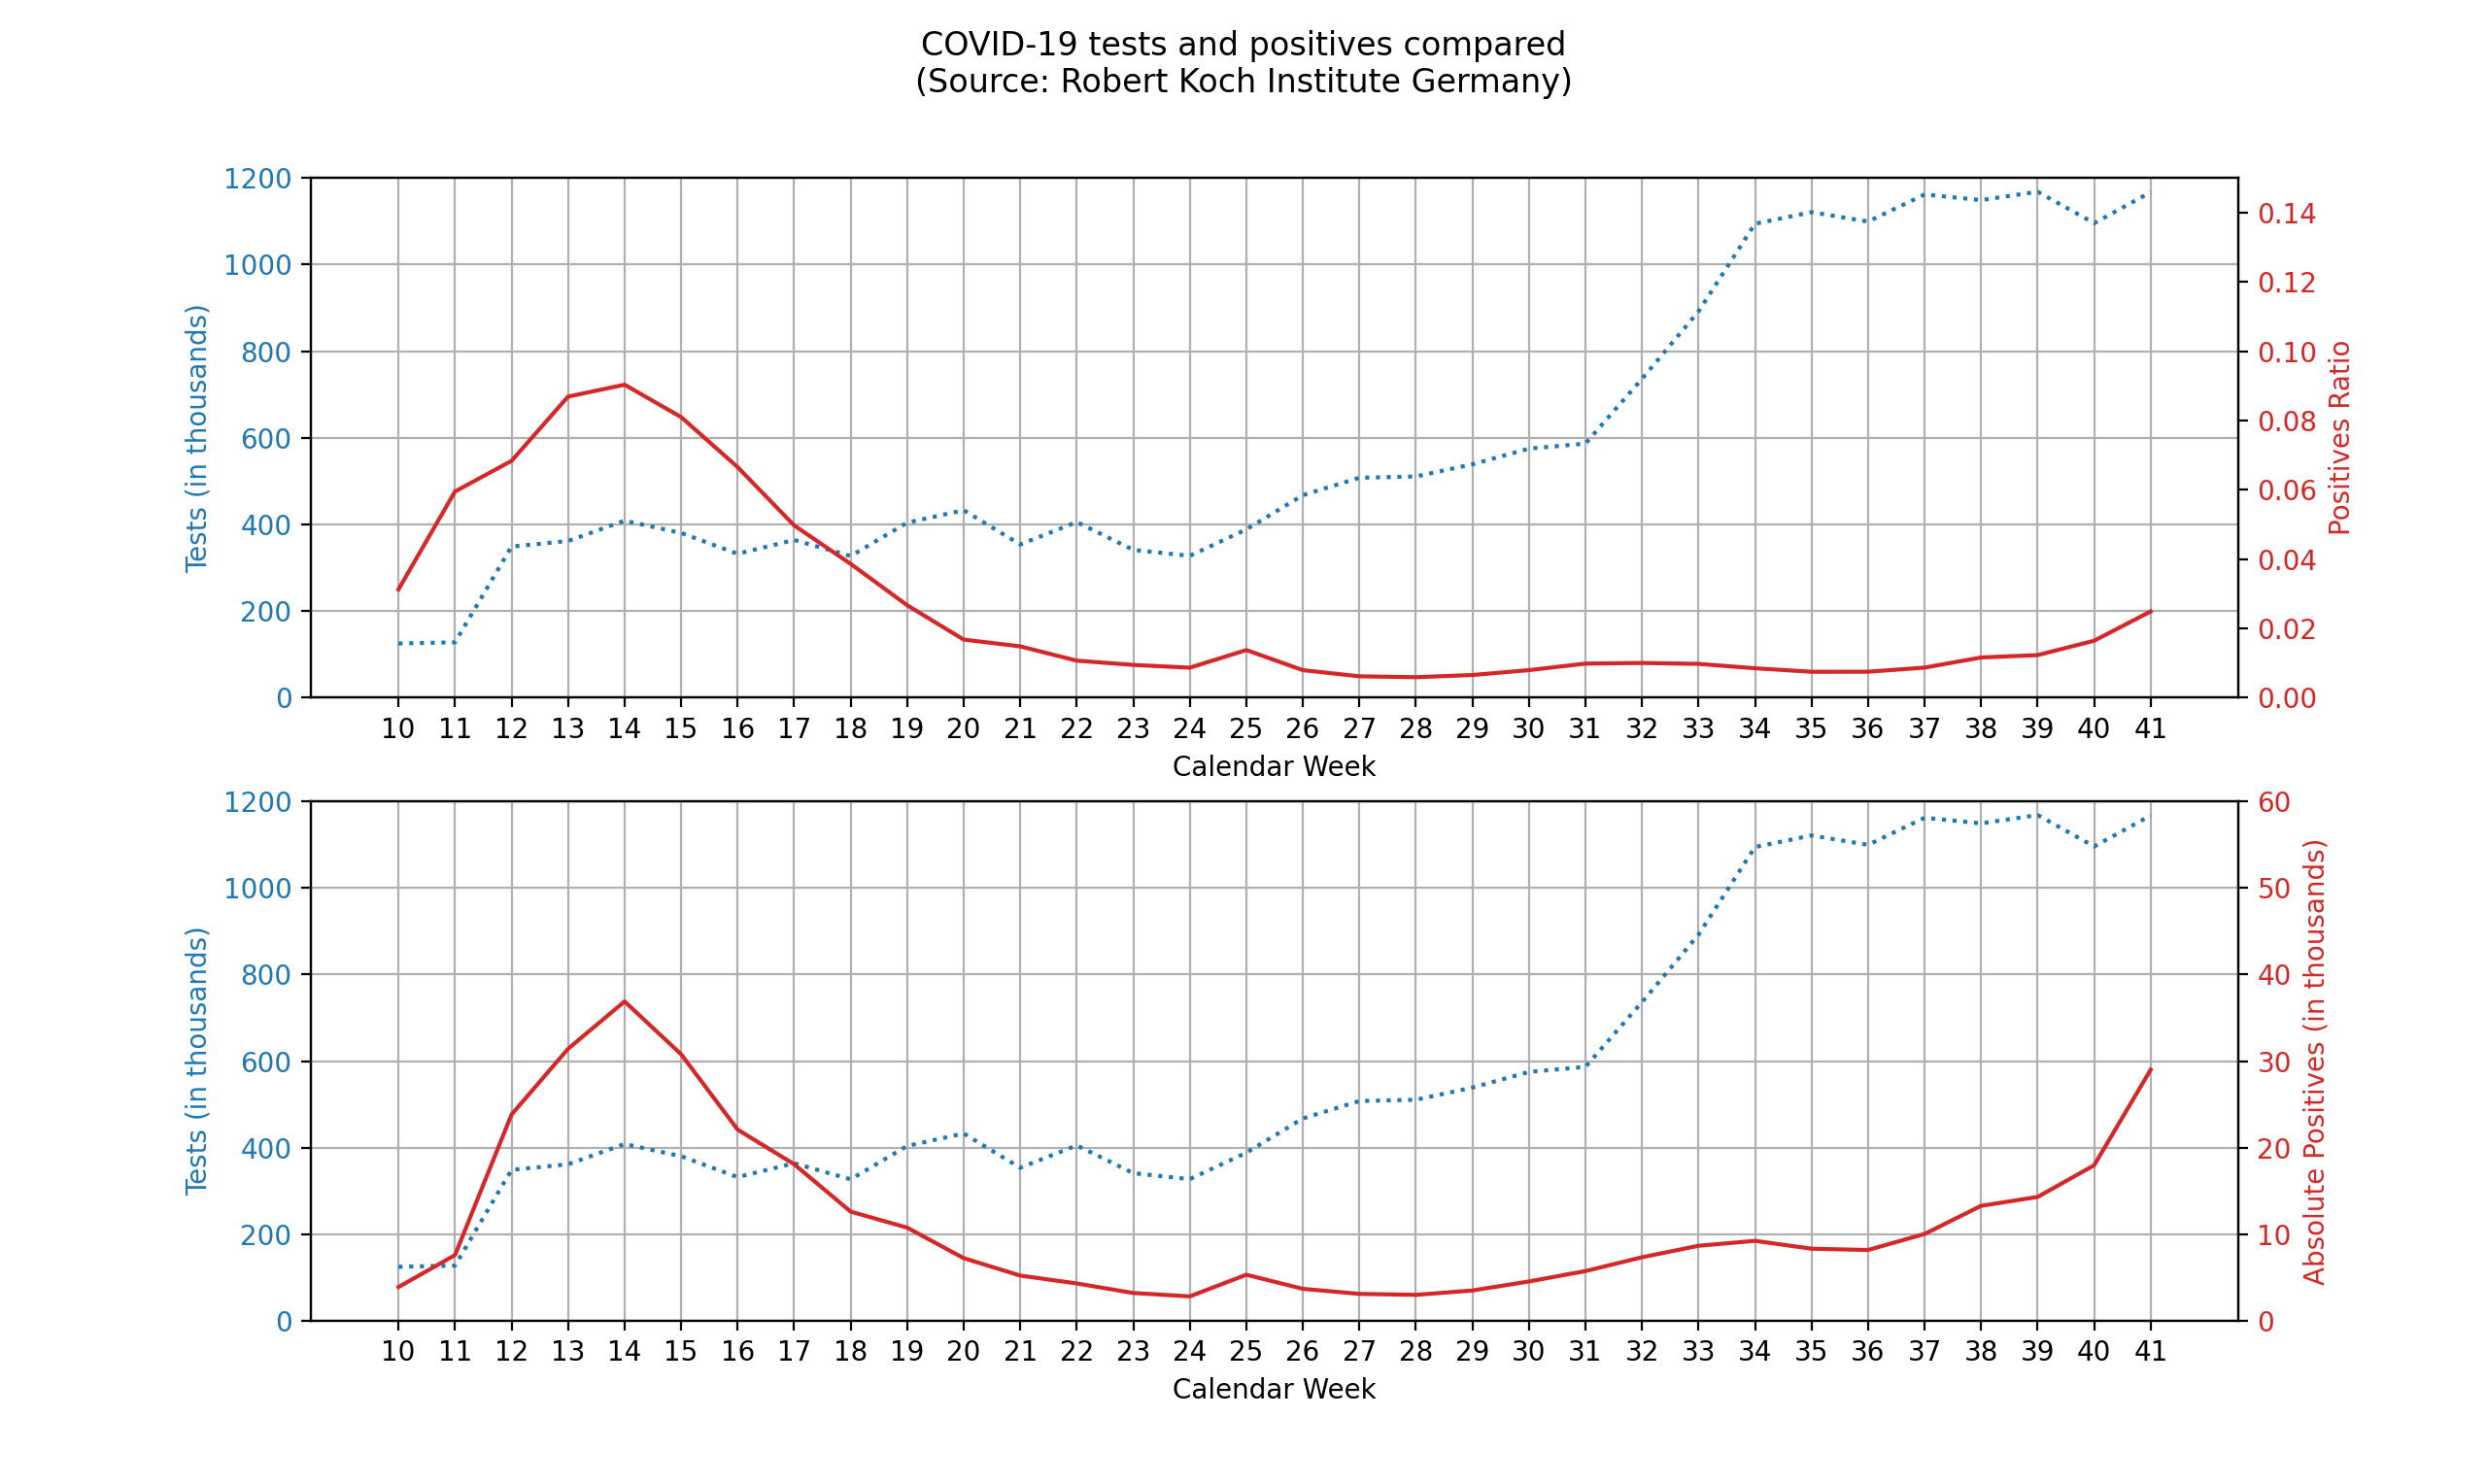 COVID-19 tests and positives compared
(Source: Robert Koch Institute Germany)
1200
1000
800
600
400
200
0
Tests (in thousands)
0.14
0.12
0.10
0.08
0.06
0.04
0.02
0.00
Positives Ratio
10 11 12 13 14 15 16 17 18 19 20 21 22 23 24 25 26 27 28 29 30 31 32 33 34 35 36 37 38 39 40 41
Calendar Week
1200
1000
800
600
400
200
0
Tests (in thousands)
60
50
40
30
20
10
0
Absolute Positives (in thousands)
10 11 12 13 14 15 16 17 18 19 20 21 22 23 24 25 26 27 28 29 30 31 32 33 34 35 36 37 38 39 40 41
Calendar Week